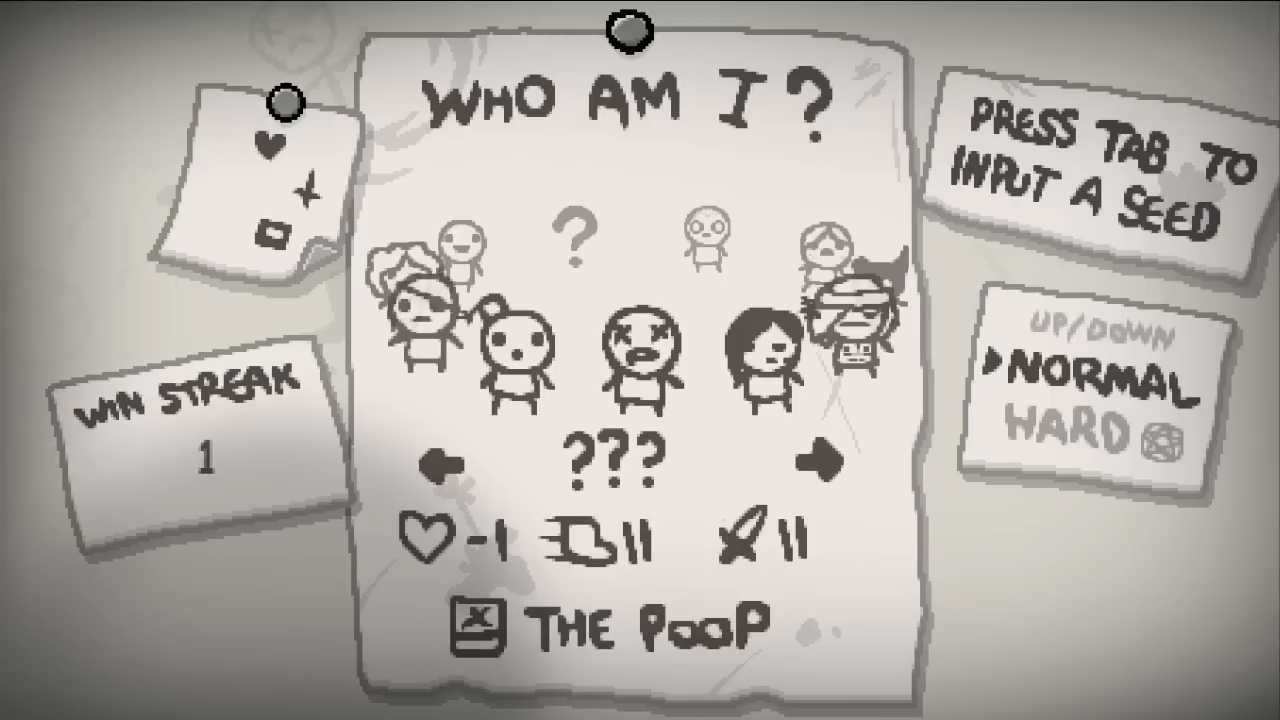 WHO AM I?
PRESS TAB TO
INPUT A SEED
?
WIN STREAK
1
UP/DOWN
NORMAL
HARD
???
-1
THE POOP